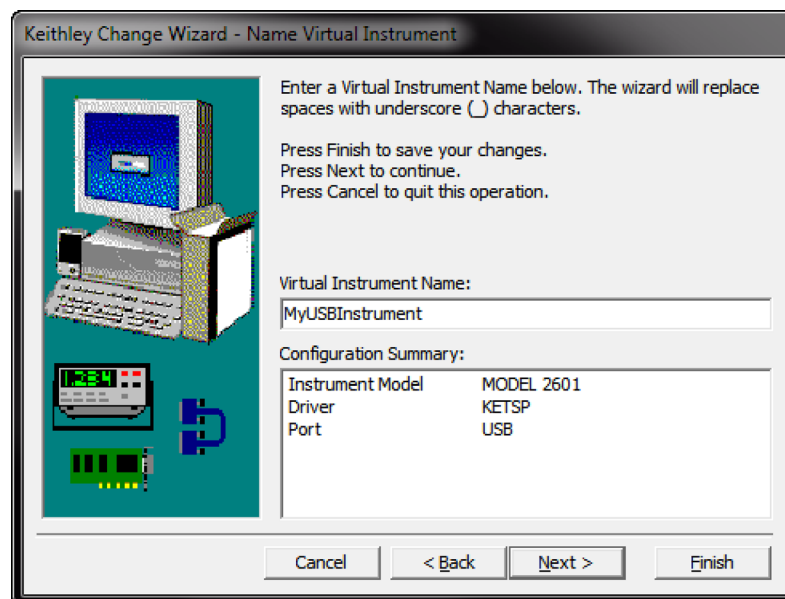 Keithley Change Wizard - Name Virtual Instrument
Enter a Virtual Instrument Name below. The wizard will replace
spaces with underscore (_) characters.
Press Finish to save your changes.
Press Next to continue.
Press Cancel to quit this operation.
Virtual Instrument Name:
MyUSBInstrument
Configuration Summary:
Instrument Model MODEL 2601
Driver KETSP
Port USB
1.234
Cancel < Back Next > Finish